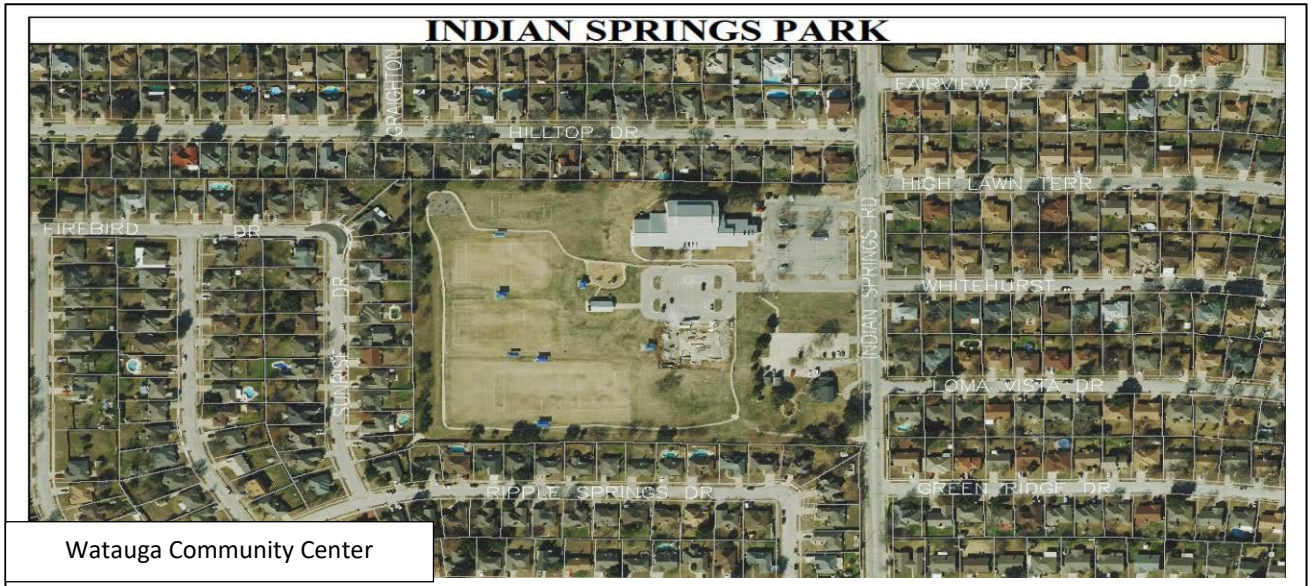 INDIAN SPRINGS PARK
CRAIGHTON
FAIRVIEW DR DR
HILLTOP DR
HIGH LAWN TERR
FIREBIRD DR
INDIAN SPRINGS RD
WHITEHURST
SUNRISE DR
LOMA VISTA DR
RIPPLE SPRINGS DR
GREEN RIDGE DR
Watauga Community Center